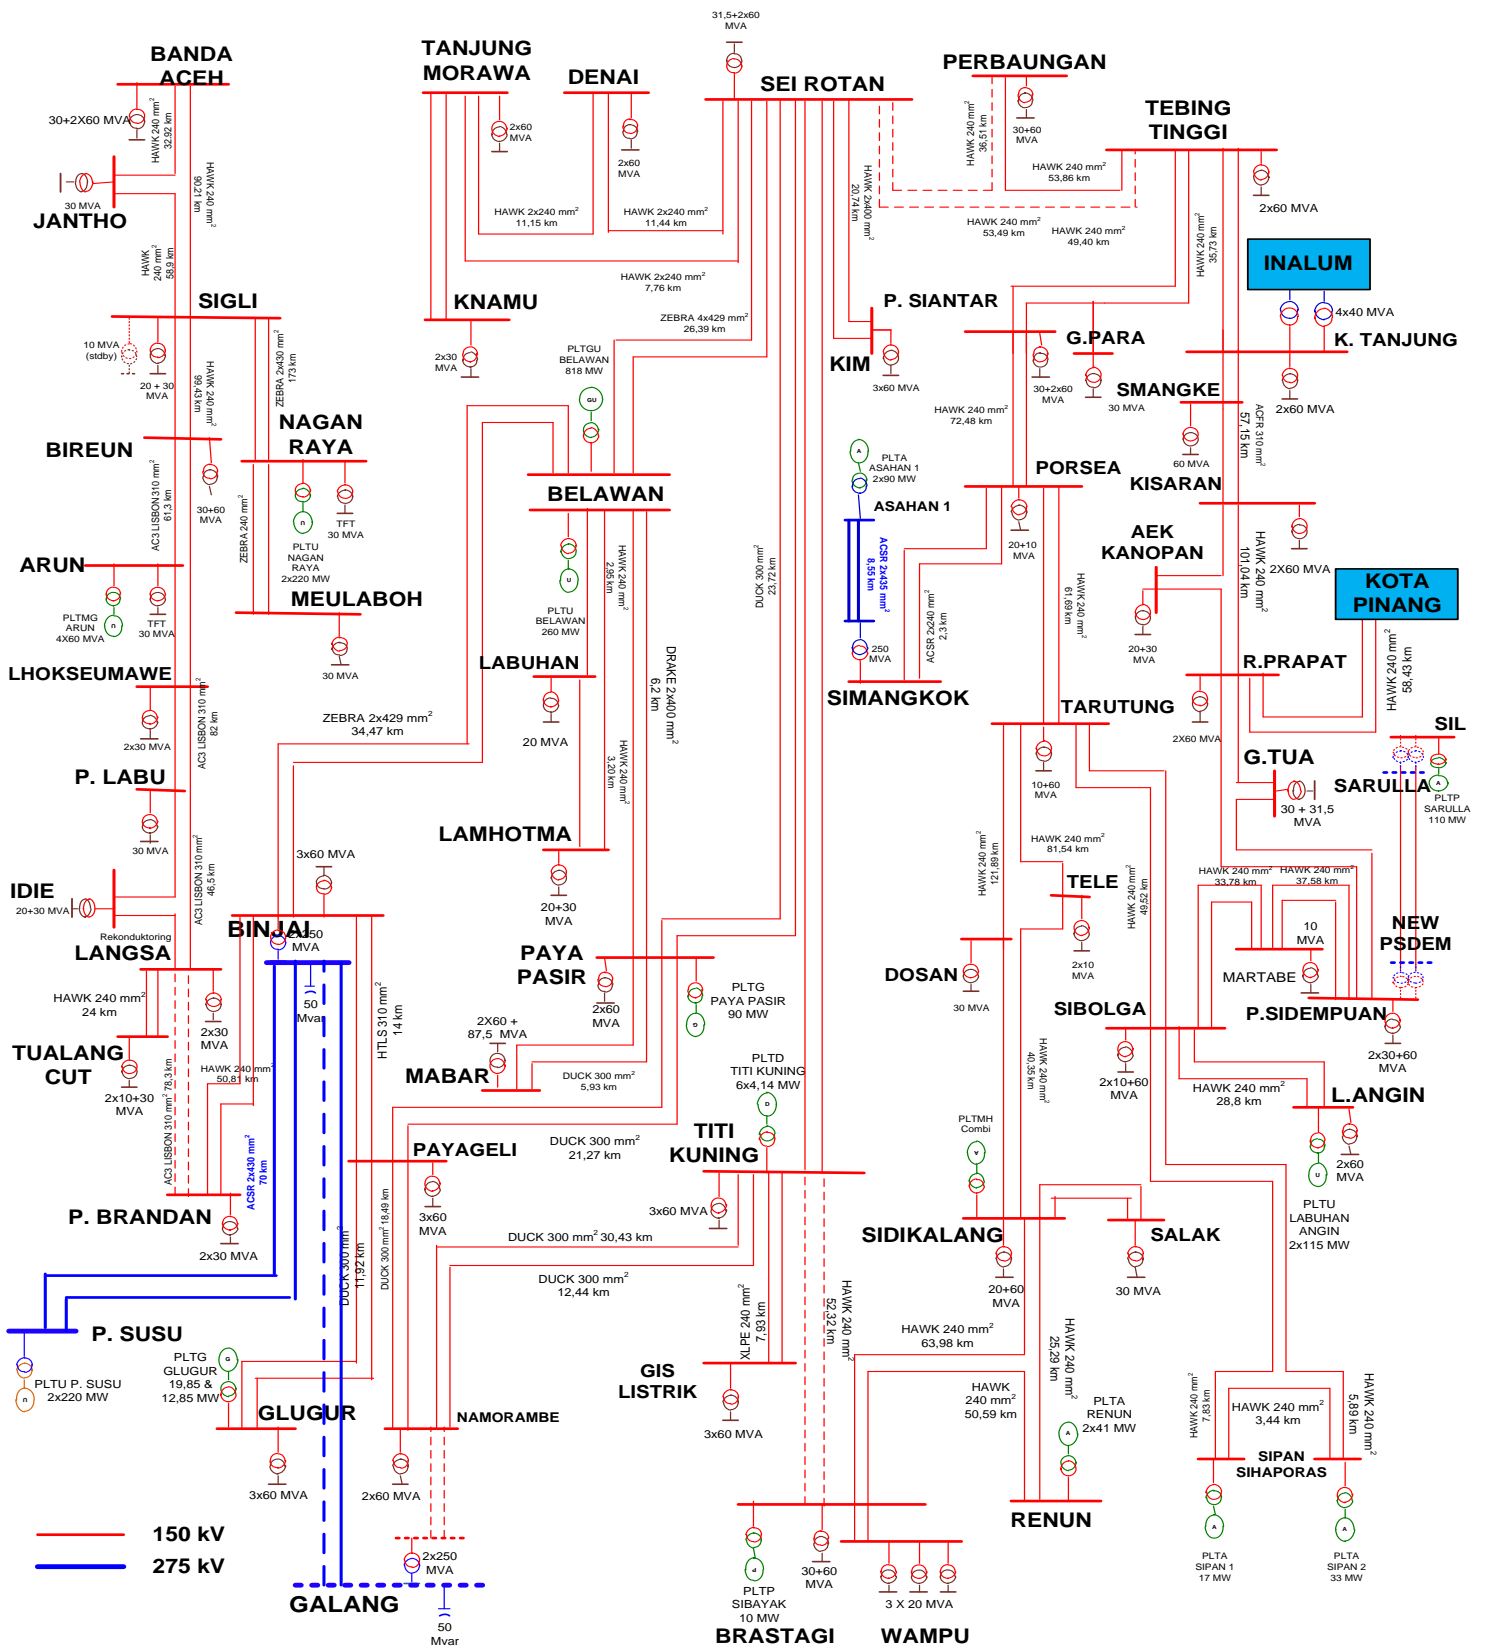 31,5+2x60
MVA
BANDA
ACEH
TANJUNG
MORAWA
DENAI
SEI ROTAN
PERBAUNGAN
TEBING
TINGGI
30+2X60 MVA
HAWK 240 mm²
32.92 km
2x60
MVA
2x60
MVA
30+60
MVA
HAWK 240 mm²
36,51 km
HAWK 240 mm²
53,86 km
30 MVA
JANTHO
HAWK 240 mm²
90,21 km
HAWK 2x240 mm²
11,15 km
HAWK 2x240 mm²
11,44 km
HAWK 2x400 mm²
20,74 km
2x60 MVA
HAWK 240 mm²
53,49 km
HAWK 240 mm²
49,40 km
HAWK 240 mm²
35,73 km
HAWK
240 mm²
58,9 km
HAWK 2x240 mm²
7,76 km
INALUM
SIGLI
KNAMU
P. SIANTAR
4x40 MVA
ZEBRA 4x429 mm²
26,39 km
G.PARA
K. TANJUNG
10 MVA
(stdby)
20 + 30
MVA
HAWK 240 mm²
99,43 km
ZEBRA 2x430 mm²
173 km
2x30
MVA
PLTGU
BELAWAN
818 MW
GU
KIM
3x60 MVA
30+2x60
MVA
30 MVA
SMANGKE
2x60 MVA
HAWK 240 mm²
72,48 km
ACFR 310 mm²
57,15 km
NAGAN
RAYA
BIREUN
60 MVA
AC3 LISBON 310 mm²
61,3 km
30+60
MVA
A
PLTA
ASAHAN 1
2x90 MW
ASAHAN 1
PORSEA
KISARAN
BELAWAN
TFT
30 MVA
PLTU
NAGAN
RAYA
2x220 MW
ZEBRA 240 mm²
ARUN
PLTMG
ARUN
4X60 MVA
TFT
30 MVA
MEULABOH
30 MVA
PLTU
BELAWAN
260 MW
U
HAWK 240 mm²
2,95 km
DUCK 300 mm²
23,72 km
ACSR 2x435 mm²
8,55 km
20+10
MVA
AEK
KANOPAN
2X60 MVA
HAWK 240 mm²
101,04 km
KOTA
PINANG
HAWK 240 mm²
61,69 km
ACSR 2x240 mm²
2,3 km
20+30
MVA
250
MVA
LABUHAN
20 MVA
DRAKE 2x400 mm²
6,2 km
SIMANGKOK
R.PRAPAT
HAWK 240 mm²
58,43 km
LHOKSEUMAWE
2x30 MVA
AC3 LISBON 310 mm²
82 km
ZEBRA 2x429 mm²
34,47 km
HAWK 240 mm²
3,20 km
TARUTUNG
2X60 MVA
SIL
G.TUA
SARULLA
A
PLTP
SARULLA
110 MW
P. LABU
30 MVA
10+60
MVA
30 + 31,5
MVA
LAMHOTMA
20+30
MVA
HAWK 240 mm²
121,89 km
HAWK 240 mm²
81,54 km
HAWK 240 mm²
49,52 km
3x60 MVA
AC3 LISBON 310 mm²
46,5 km
IDIE
20+30 MVA
TELE
2x10
MVA
HAWK 240 mm²
33,78 km
HAWK 240 mm²
37,58 km
Rekonduktoring
BINJAI
2x250
MVA
LANGSA
PAYA
PASIR
DOSAN
30 MVA
10
MVA
MARTABE
NEW
PSDEM
HAWK 240 mm²
24 km
2x30
MVA
50
Mvar
HTLS 310 mm²
14 km
2x60
MVA
PLTG
PAYA PASIR
90 MW
G
SIBOLGA
P.SIDEMPUAN
2x30+60
MVA
TUALANG
CUT
2x10+30
MVA
2X60 +
87,5 MVA
MABAR
DUCK 300 mm²
5,93 km
PLTD
TITI KUNING
6x4,14 MW
D
HAWK 240 mm²
40,35 km
2x10+60
MVA
HAWK 240 mm²
28,8 km
L.ANGIN
HAWK 240 mm²
50,81 km
AC3 LISBON 310 mm² 78,3 km
ACSR 2x430 mm²
70 km
PAYAGELI
DUCK 300 mm²
21,27 km
TITI
KUNING
PLTMH
Combi
2x60
MVA
U
PLTU
LABUHAN
ANGIN
2x115 MW
P. BRANDAN
2x30 MVA
3x60
MVA
3x60 MVA
SIDIKALANG
SALAK
DUCK 300 mm² 18,49 km
DUCK 300 mm² 30,43 km
DUCK 300 mm²
12,44 km
20+60
MVA
30 MVA
DUCK 300 mm²
11,92 km
P. SUSU
PLTU P. SUSU
2x220 MW
PLTG
GLUGUR
19,85 &
12,85 MW
G
GLUGUR
3x60 MVA
XLPE 240 mm²
7,93 km
HAWK 240 mm²
52,32 km
HAWK 240 mm²
63,98 km
HAWK 240 mm²
25,29 km
GIS
LISTRIK
3x60 MVA
HAWK
240 mm²
50,59 km
PLTA
RENUN
2x41 MW
A
HAWK 240 mm²
7,83 km
HAWK 240 mm²
3,44 km
HAWK 240 mm²
5,89 km
NAMORAMBE
2x60 MVA
SIPAN
SIHAPORAS
A
PLTA
SIPAN 1
17 MW
A
PLTA
SIPAN 2
33 MW
RENUN
150 kV
275 kV
2x250
MVA
GALANG
50
Mvar
PLTP
SIBAYAK
10 MW
30+60
MVA
3 X 20 MVA
BRASTAGI
WAMPU